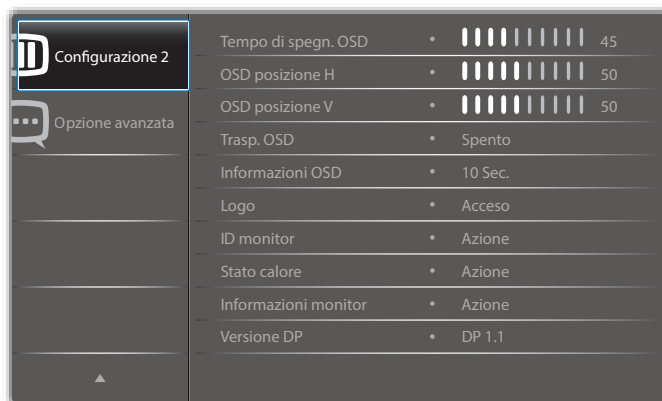 Configurazione 2
Opzione avanzata
Tempo di spegn. OSD • 45
OSD posizione H • 50
OSD posizione V • 50
Trasp. OSD • Spento
Informazioni OSD • 10 Sec.
Logo • Acceso
ID monitor • Azione
Stato calore • Azione
Informazioni monitor • Azione
Versione DP • DP 1.1